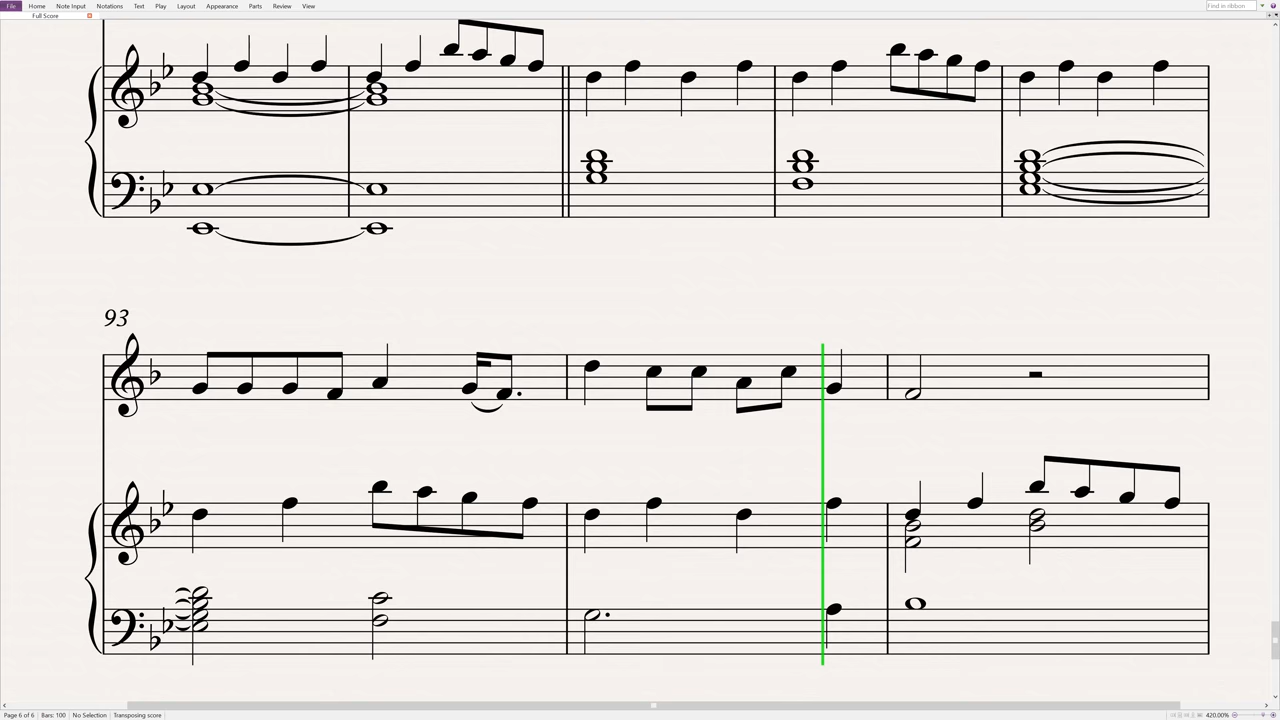 File Home Note Input Notations Text Play Layout Appearance Parts Review View Find in ribbon
Full Score
93
Page 6 of 6 Bars: 100 No Selection Transposing score 420.00%